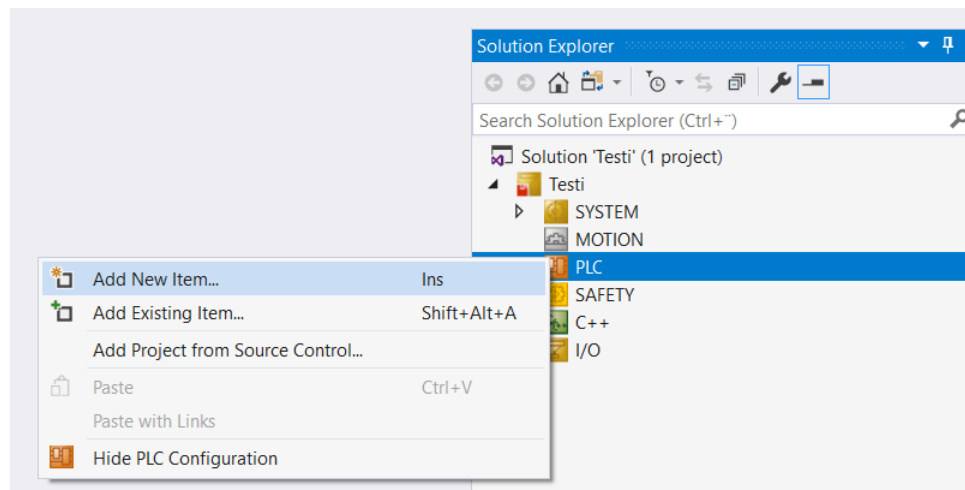 Solution Explorer
Search Solution Explorer (Ctrl+¨)
Solution 'Testi' (1 project)
Testi
SYSTEM
MOTION
PLC
SAFETY
C++
I/O
Add New Item... Ins
Add Existing Item... Shift+Alt+A
Add Project from Source Control...
Paste Ctrl+V
Paste with Links
Hide PLC Configuration